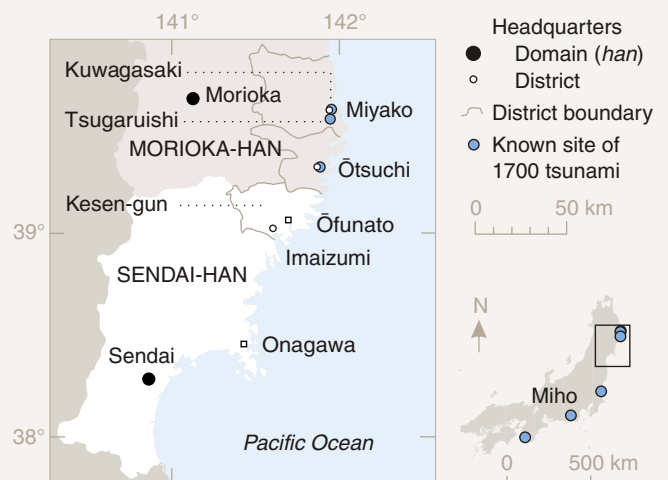 141° 142°
Kuwagasaki
Morioka
Miyako
Tsugaruishi
MORIOKA-HAN
Ōtsuchi
Kesen-gun
Ōfunato
39°
Imaizumi
SENDAI-HAN
Onagawa
Sendai
38°
Pacific Ocean
Headquarters
Domain (han)
District
District boundary
Known site of
1700 tsunami
0 50 km
N
Miho
0 500 km